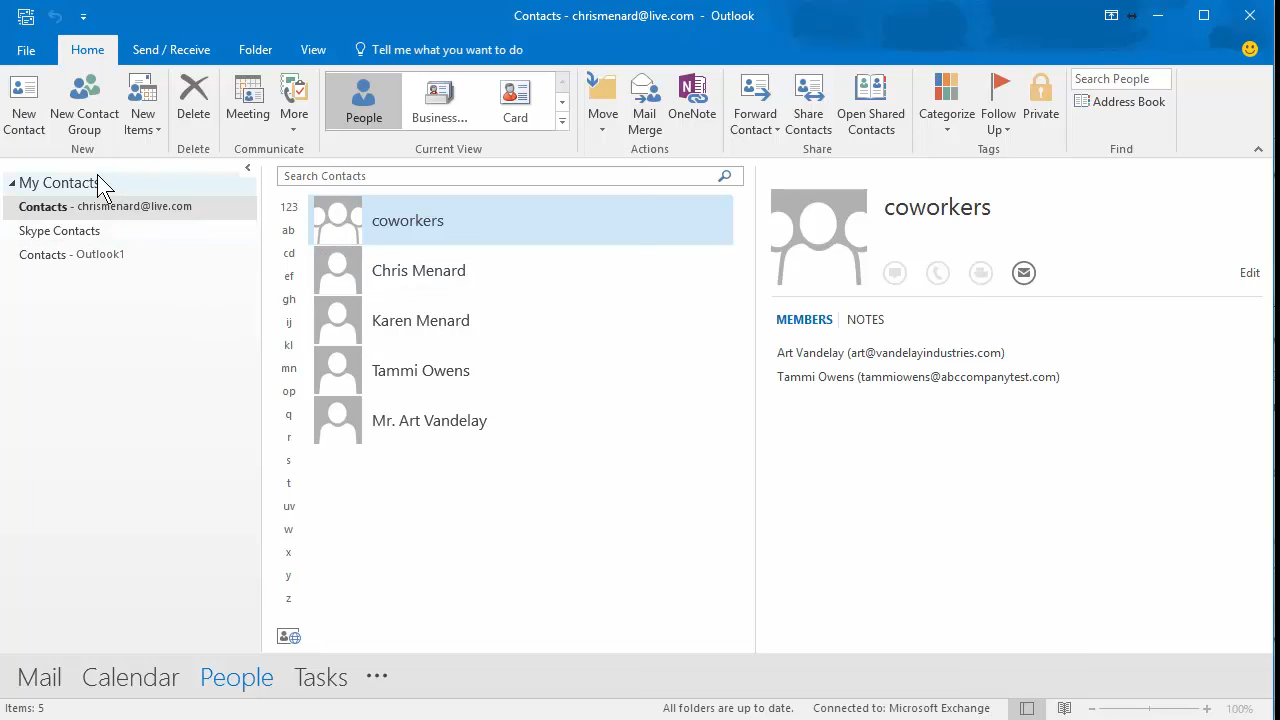 Contacts - chrismenard@live.com - Outlook
File
Home
Send / Receive
Folder
View
Tell me what you want to do
New
Contact
New Contact
Group
New
Items
Delete
Meeting
More
People
Business...
Card
Move
Mail
Merge
OneNote
Forward
Contact
Share
Contacts
Open Shared
Contacts
Categorize
Follow
Up
Private
Search People
Address Book
New
Delete
Communicate
Current View
Actions
Share
Tags
Find
My Contacts
Contacts - chrismenard@live.com
Skype Contacts
Contacts - Outlook1
Search Contacts
123
ab
cd
ef
gh
ij
kl
mn
op
q
r
s
t
uv
w
x
y
z
coworkers
Chris Menard
Karen Menard
Tammi Owens
Mr. Art Vandelay
coworkers
Edit
MEMBERS
NOTES
Art Vandelay (art@vandelayindustries.com)
Tammi Owens (tammiowens@abccompanytest.com)
Mail
Calendar
People
Tasks
•••
Items: 5
All folders are up to date.
Connected to: Microsoft Exchange
100%